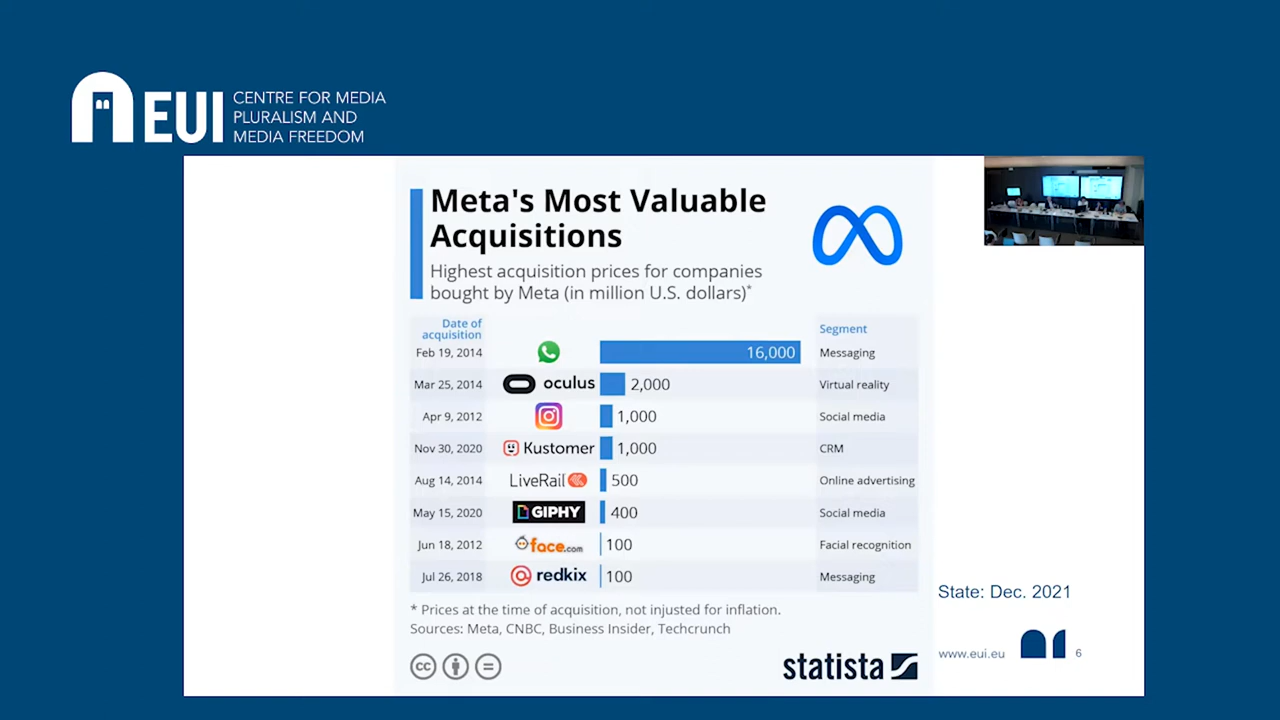 EUI
CENTRE FOR MEDIA
PLURALISM AND
MEDIA FREEDOM
Meta's Most Valuable
Acquisitions
Highest acquisition prices for companies
bought by Meta (in million U.S. dollars)*
Date of
acquisition
Segment
Feb 19, 2014 16,000 Messaging
Mar 25, 2014 oculus 2,000 Virtual reality
Apr 9, 2012 1,000 Social media
Nov 30, 2020 Kustomer 1,000 CRM
Aug 14, 2014 LiveRail 500 Online advertising
May 15, 2020 GIPHY 400 Social media
Jun 18, 2012 face.com 100 Facial recognition
Jul 26, 2018 redkix 100 Messaging
State: Dec. 2021
* Prices at the time of acquisition, not injusted for inflation.
Sources: Meta, CNBC, Business Insider, Techcrunch
www.eui.eu 6
cc
statista